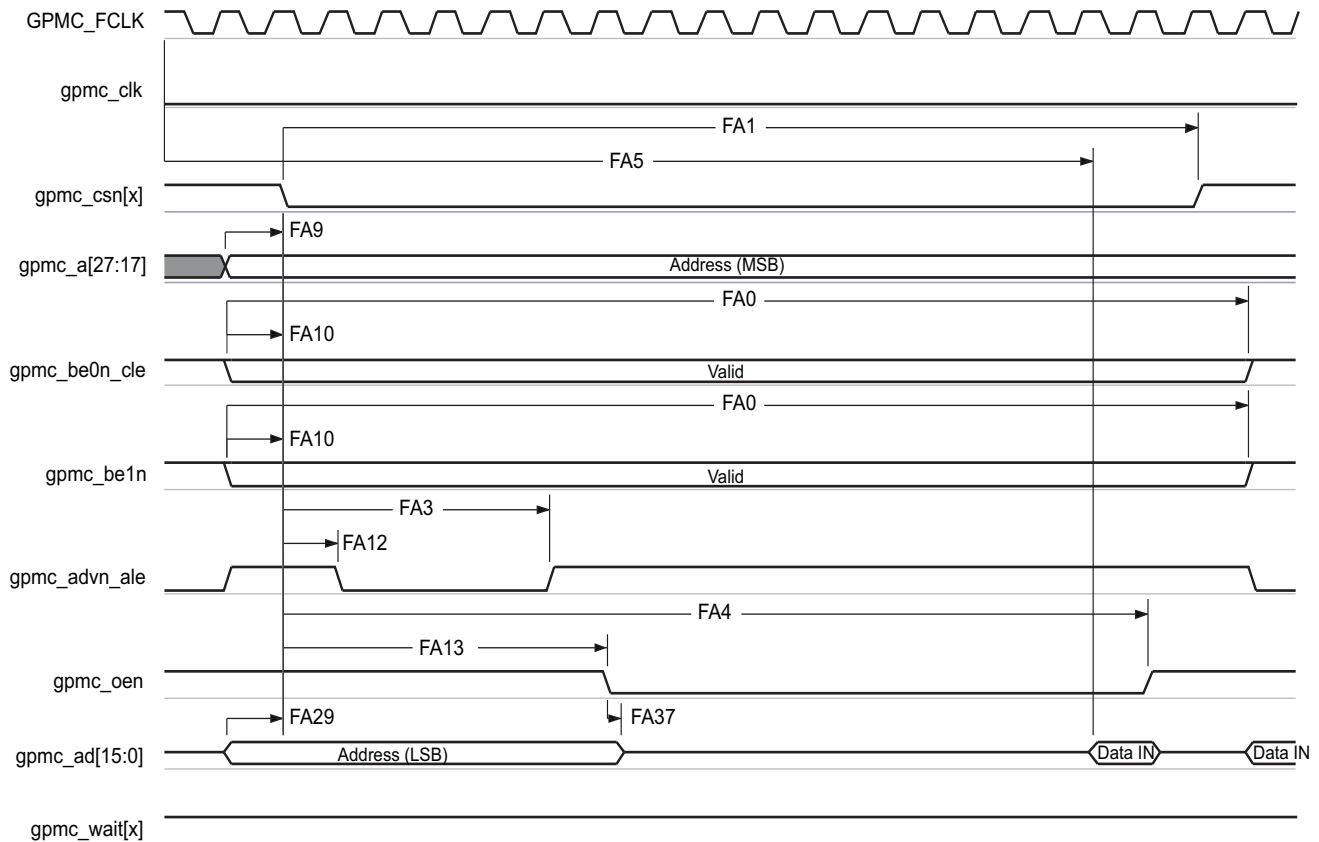 GPMC_FCLK
gpmc_clk
FA1
FA5
gpmc_csn[x]
FA9
gpmc_a[27:17]
Address (MSB)
FA0
FA10
gpmc_be0n_cle
Valid
FA0
FA10
gpmc_be1n
Valid
FA3
FA12
gpmc_advn_ale
FA4
FA13
gpmc_oen
FA29
FA37
gpmc_ad[15:0]
Address (LSB)
Data IN
Data IN
gpmc_wait[x]